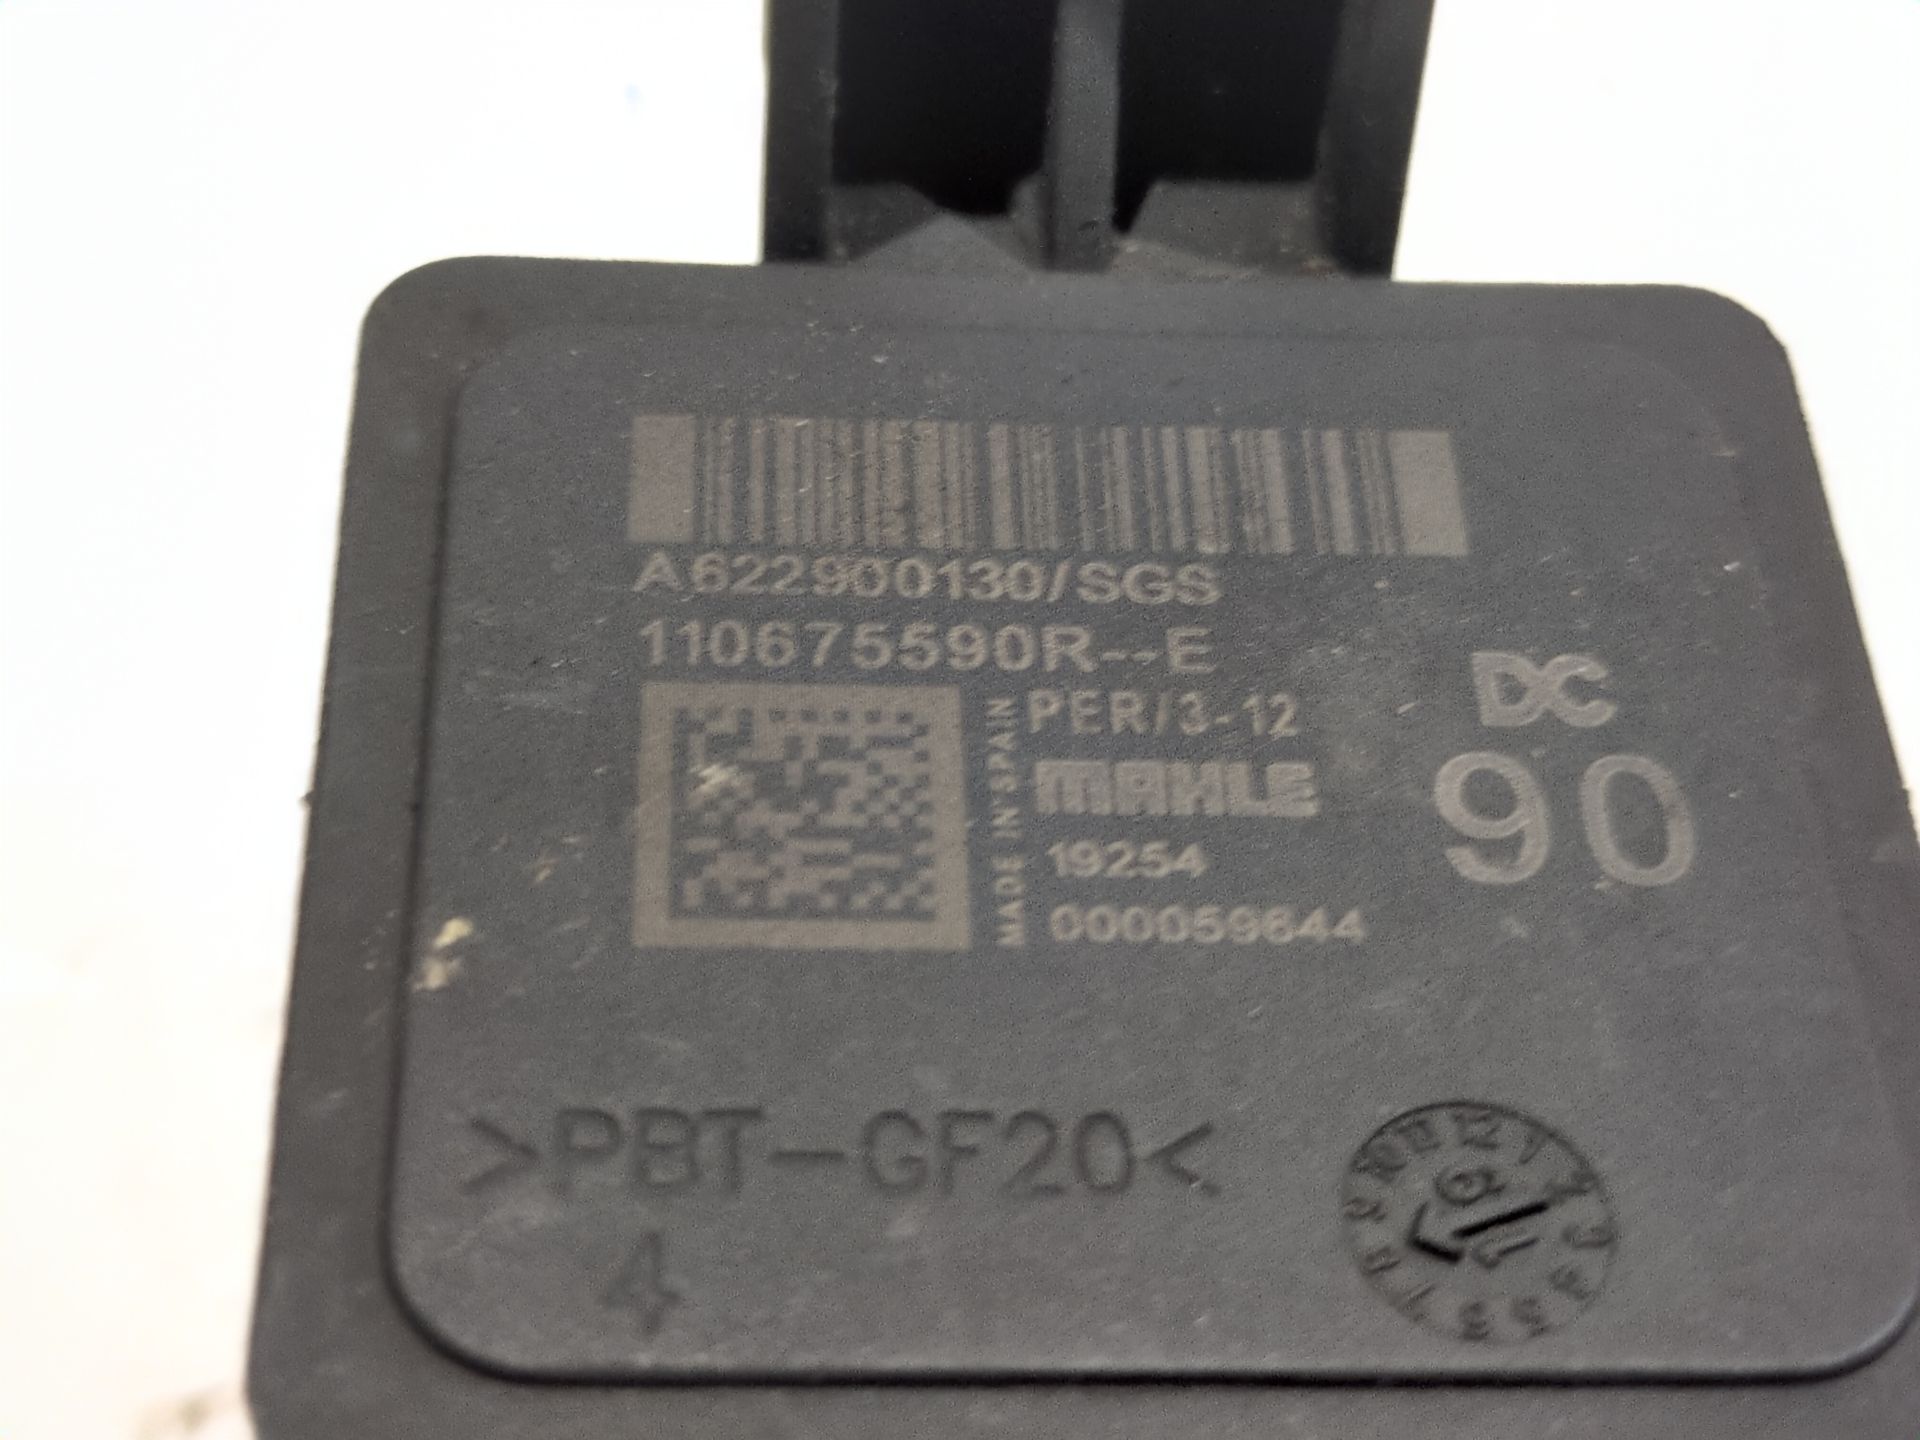 A622900130/SGS
110675590R--E
MADE IN SPAIN
PER/3-12
MAHLE
19254
000059644
DC
90
>PBT-GF20<
4